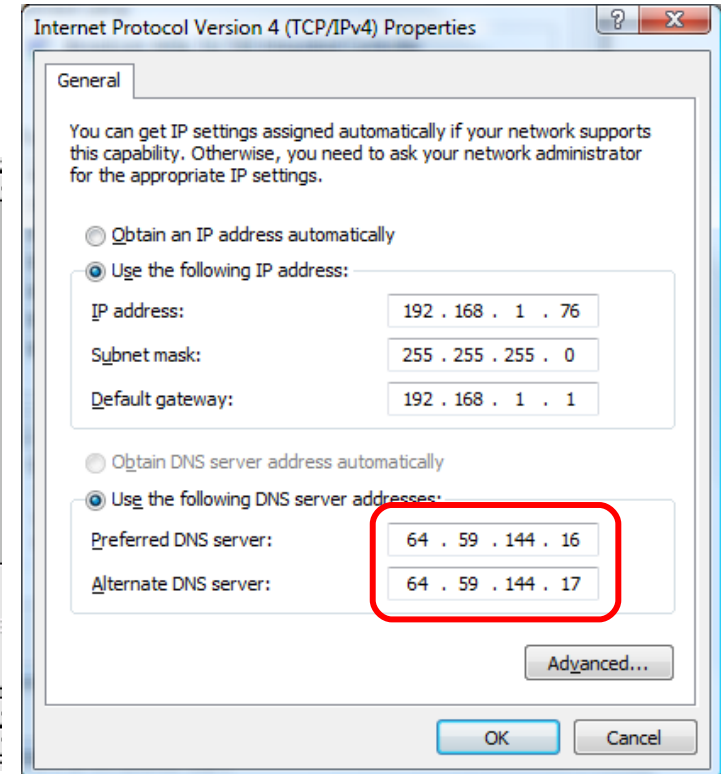 Internet Protocol Version 4 (TCP/IPv4) Properties
General
You can get IP settings assigned automatically if your network supports
this capability. Otherwise, you need to ask your network administrator
for the appropriate IP settings.
Obtain an IP address automatically
Use the following IP address:
IP address: 192 . 168 . 1 . 76
Subnet mask: 255 . 255 . 255 . 0
Default gateway: 192 . 168 . 1 . 1
Obtain DNS server address automatically
Use the following DNS server addresses:
Preferred DNS server: 64 . 59 . 144 . 16
Alternate DNS server: 64 . 59 . 144 . 17
Advanced...
OK Cancel